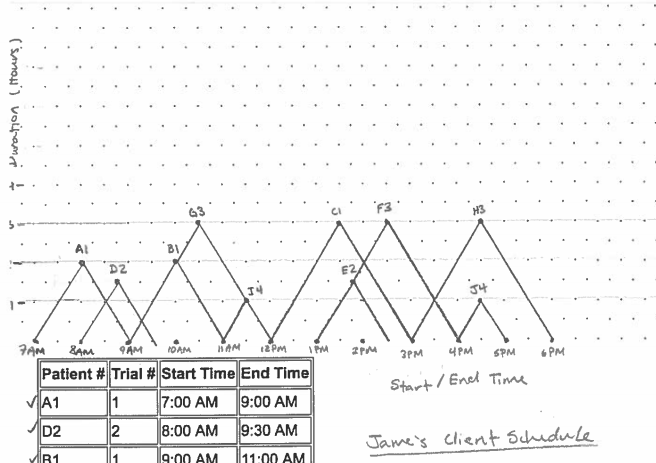 Duration (Hours)
4
3
2
1
G3
C1
F3
H3
A1
D2
B1
J4
E2
J4
7AM 8AM 9AM 10AM 11AM 12PM 1PM 2PM 3PM 4PM 5PM 6PM
Start / End Time
Jame's Client Schedule
Patient # Trial # Start Time End Time
✓ A1 1 7:00 AM 9:00 AM
✓ D2 2 8:00 AM 9:30 AM
✓ B1 1 9:00 AM 11:00 AM